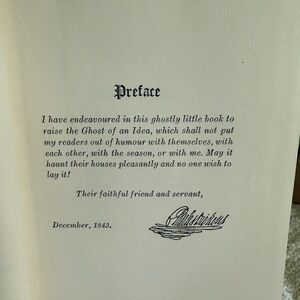 Preface
I have endeavoured in this ghostly little book to
raise the Ghost of an Idea, which shall not put
my readers out of humour with themselves, with
each other, with the season, or with me. May it
haunt their houses pleasantly and no one wish to
lay it!
Their faithful friend and servant,
Charles Dickens
December, 1843.